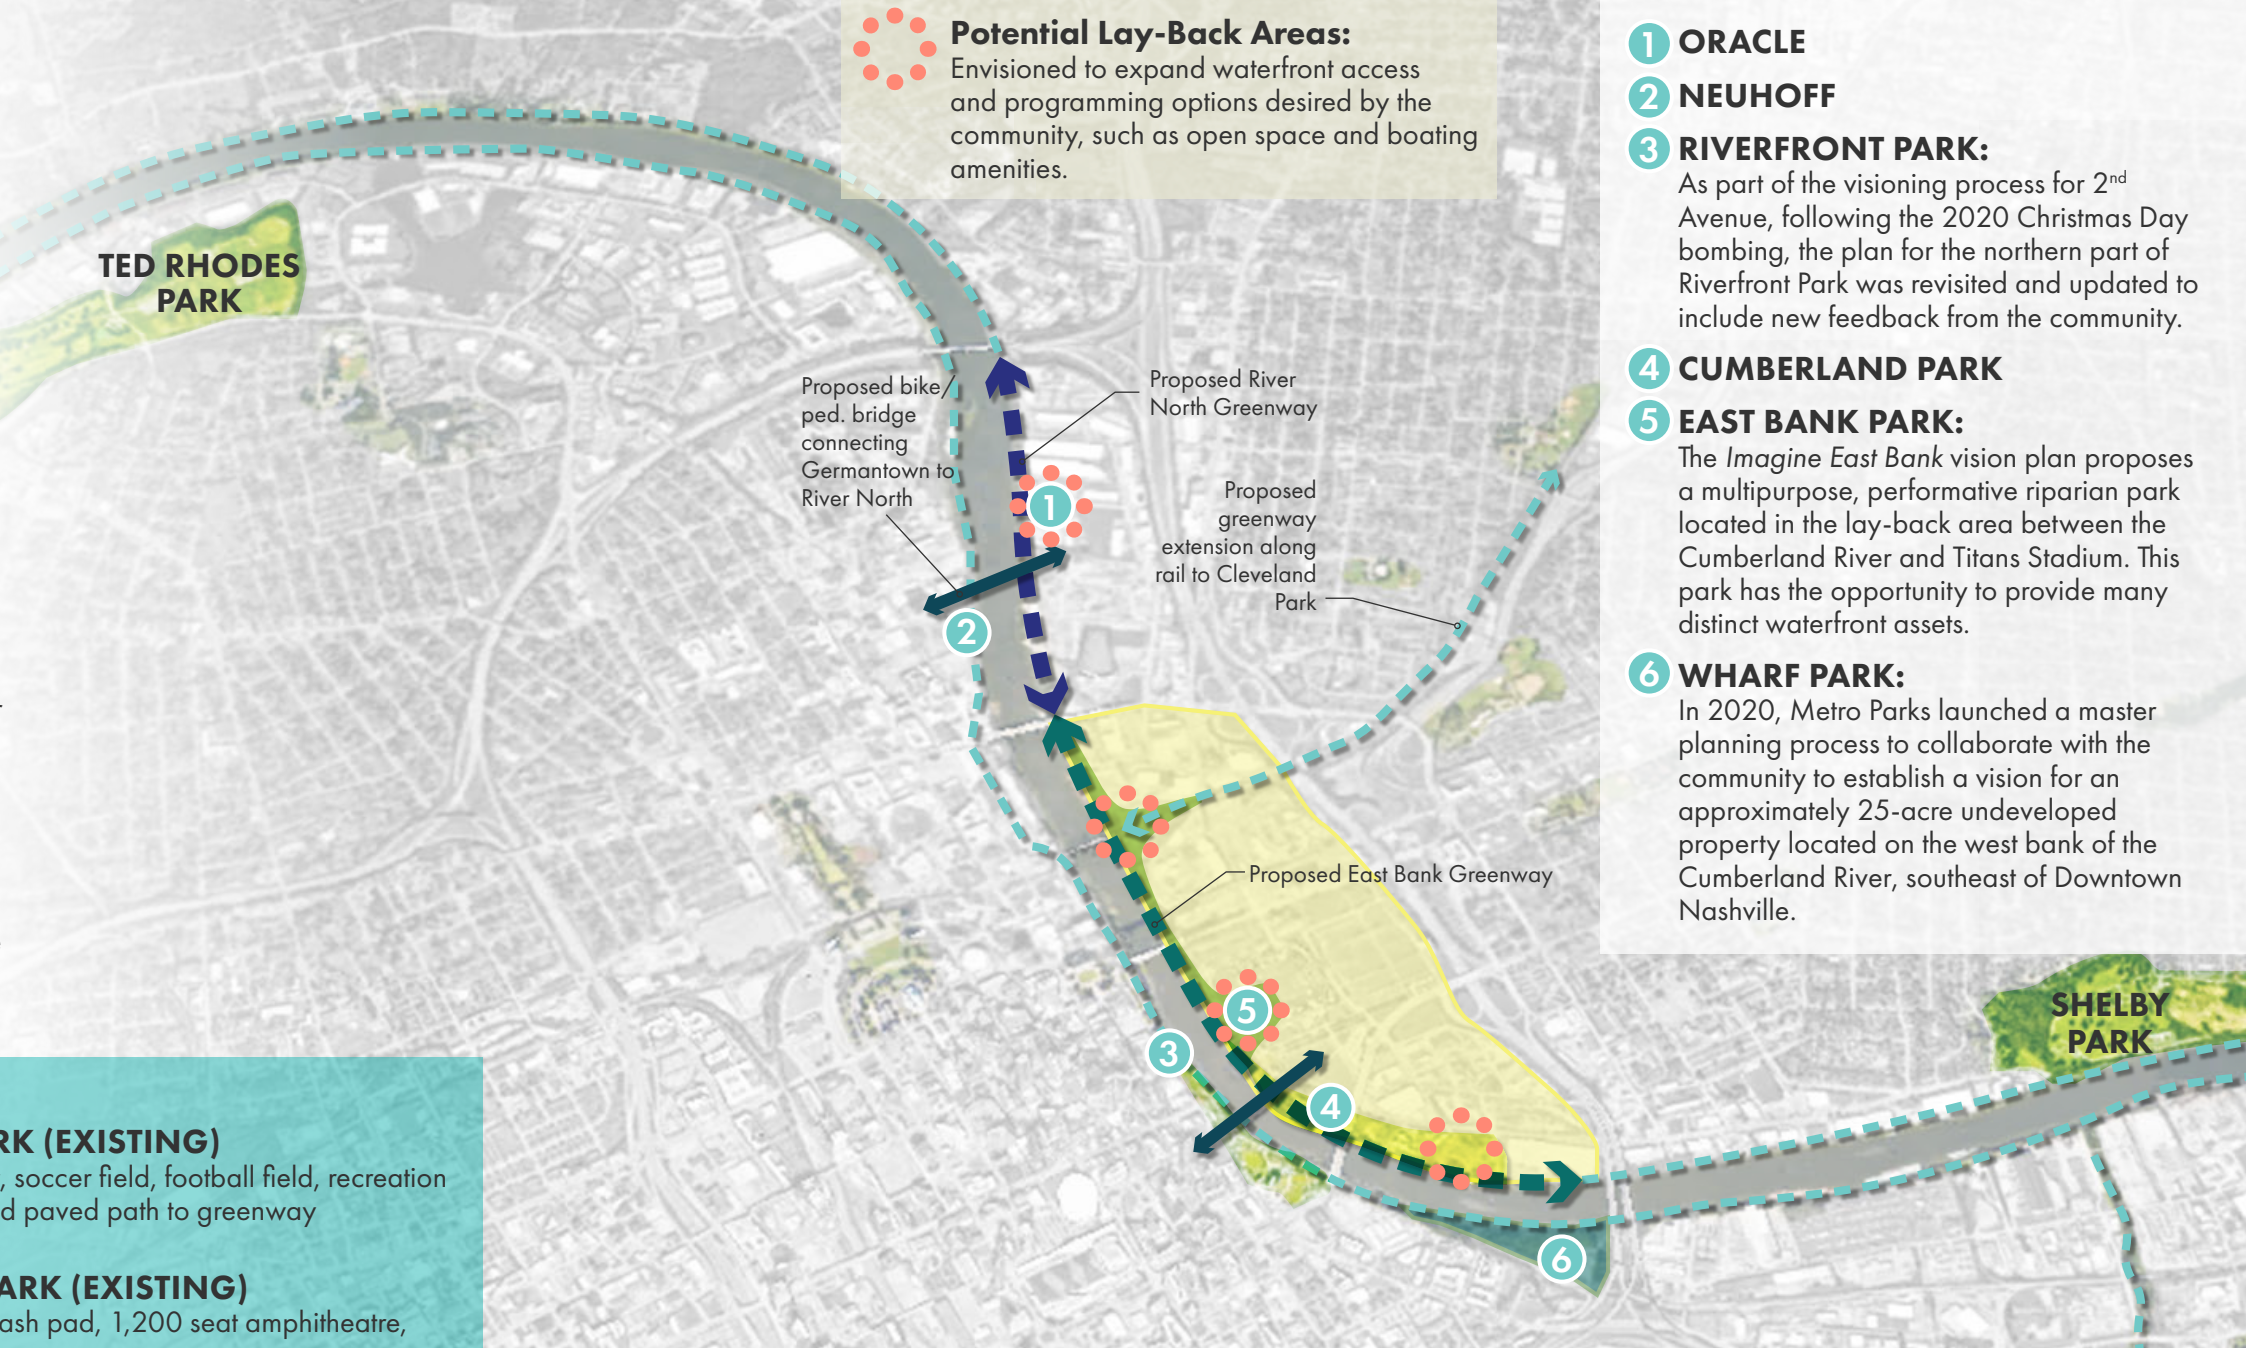 Potential Lay-Back Areas:
Envisioned to expand waterfront access
and programming options desired by the
community, such as open space and boating
amenities.
1 ORACLE
2 NEUHOFF
3 RIVERFRONT PARK:
As part of the visioning process for 2nd
Avenue, following the 2020 Christmas Day
bombing, the plan for the northern part of
Riverfront Park was revisited and updated to
include new feedback from the community.
4 CUMBERLAND PARK
5 EAST BANK PARK:
The Imagine East Bank vision plan proposes
a multipurpose, performative riparian park
located in the lay-back area between the
Cumberland River and Titans Stadium. This
park has the opportunity to provide many
distinct waterfront assets.
6 WHARF PARK:
In 2020, Metro Parks launched a master
planning process to collaborate with the
community to establish a vision for an
approximately 25-acre undeveloped
property located on the west bank of the
Cumberland River, southeast of Downtown
Nashville.
TED RHODES
PARK
Proposed bike/
ped. bridge
connecting
Germantown to
River North
Proposed River
North Greenway
1
Proposed
greenway
extension along
rail to Cleveland
Park
2
Proposed East Bank Greenway
5
3
4
6
SHELBY
PARK
RK (EXISTING)
, soccer field, football field, recreation
d paved path to greenway
ARK (EXISTING)
ash pad, 1,200 seat amphitheatre,